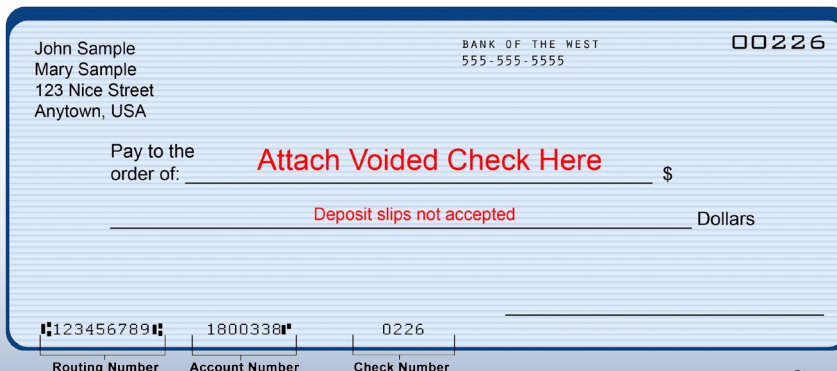 John Sample
Mary Sample
123 Nice Street
Anytown, USA
BANK OF THE WEST
555-555-5555
00226
Pay to the
order of:
Attach Voided Check Here
$
Deposit slips not accepted
Dollars
⑆123456789⑆ 1800338⑈ 0226
Routing Number Account Number Check Number